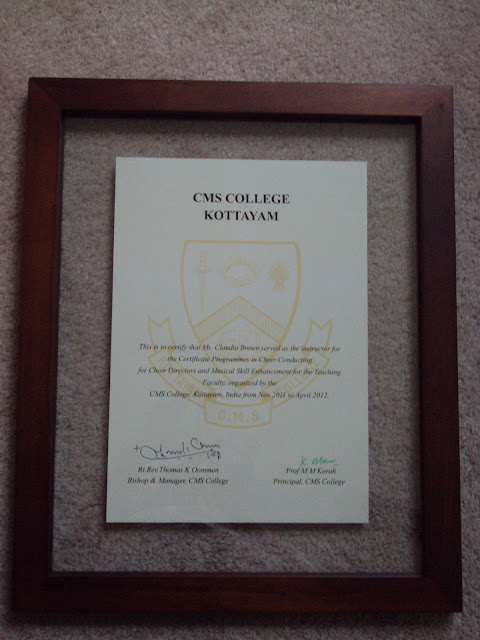 CMS COLLEGE
KOTTAYAM
This is to certify that Ms. Claudia Brown served as the instructor for
the Certificate Programmes in Choir-Conducting
for Choir Directors and Musical Skill Enhancement for the Teaching
Faculty, organized by the
CMS College, Kottayam, India from Nov 2011 to April 2012.
C.M.S
Rt.Rev.Thomas K Oommen
Bishop & Manager, CMS College
Prof M M Korah
Principal, CMS College